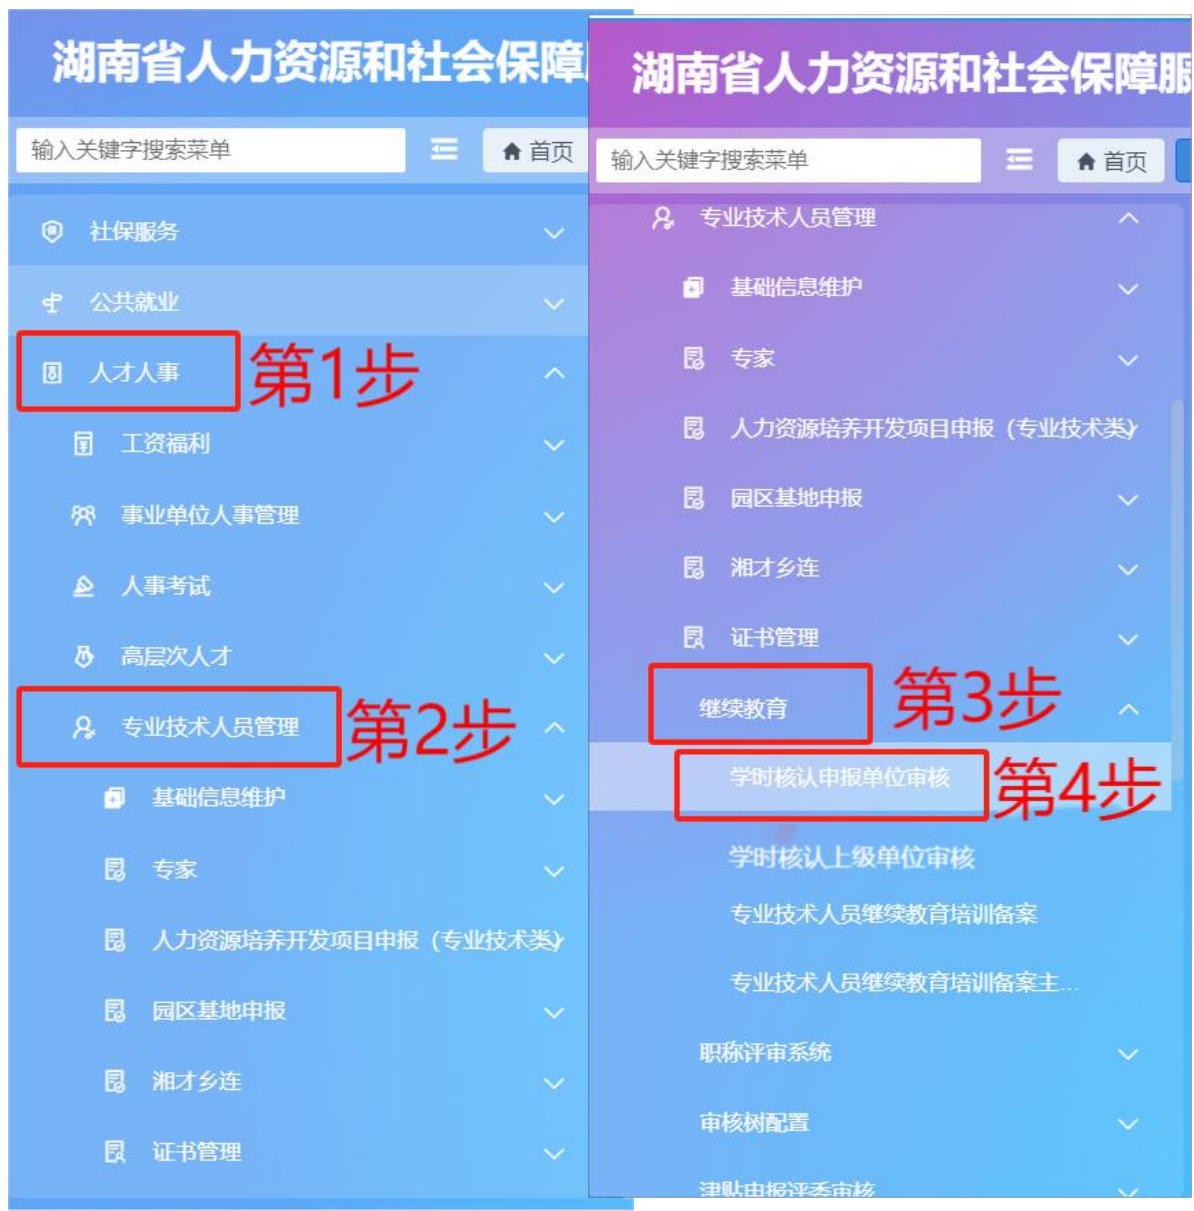 湖南省人力资源和社会保障
输入关键字搜索菜单
首页
社保服务
公共就业
人才人事
第1步
工资福利
事业单位人事管理
人事考试
高层次人才
专业技术人员管理
第2步
基础信息维护
专家
人力资源培养开发项目申报（专业技术类）
园区基地申报
湘才乡连
证书管理
湖南省人力资源和社会保障服
输入关键字搜索菜单
首页
专业技术人员管理
基础信息维护
专家
人力资源培养开发项目申报（专业技术类）
园区基地申报
湘才乡连
证书管理
继续教育
第3步
学时核认申报单位审核
第4步
学时核认上级单位审核
专业技术人员继续教育培训备案
专业技术人员继续教育培训备案主...
职称评审系统
审核树配置
津贴申报评委审核